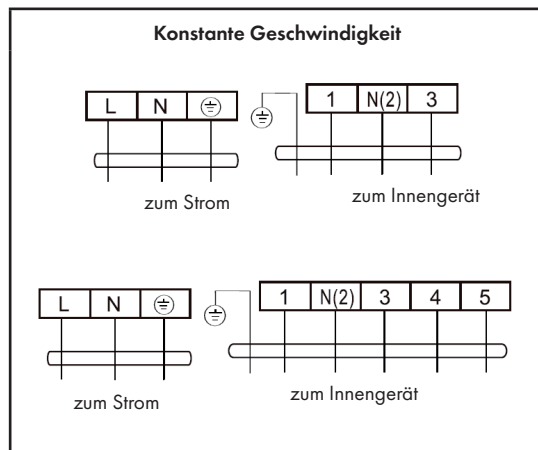 Konstante Geschwindigkeit
L N 1 N(2) 3
zum Strom zum Innengerät
L N 1 N(2) 3 4 5
zum Strom zum Innengerät